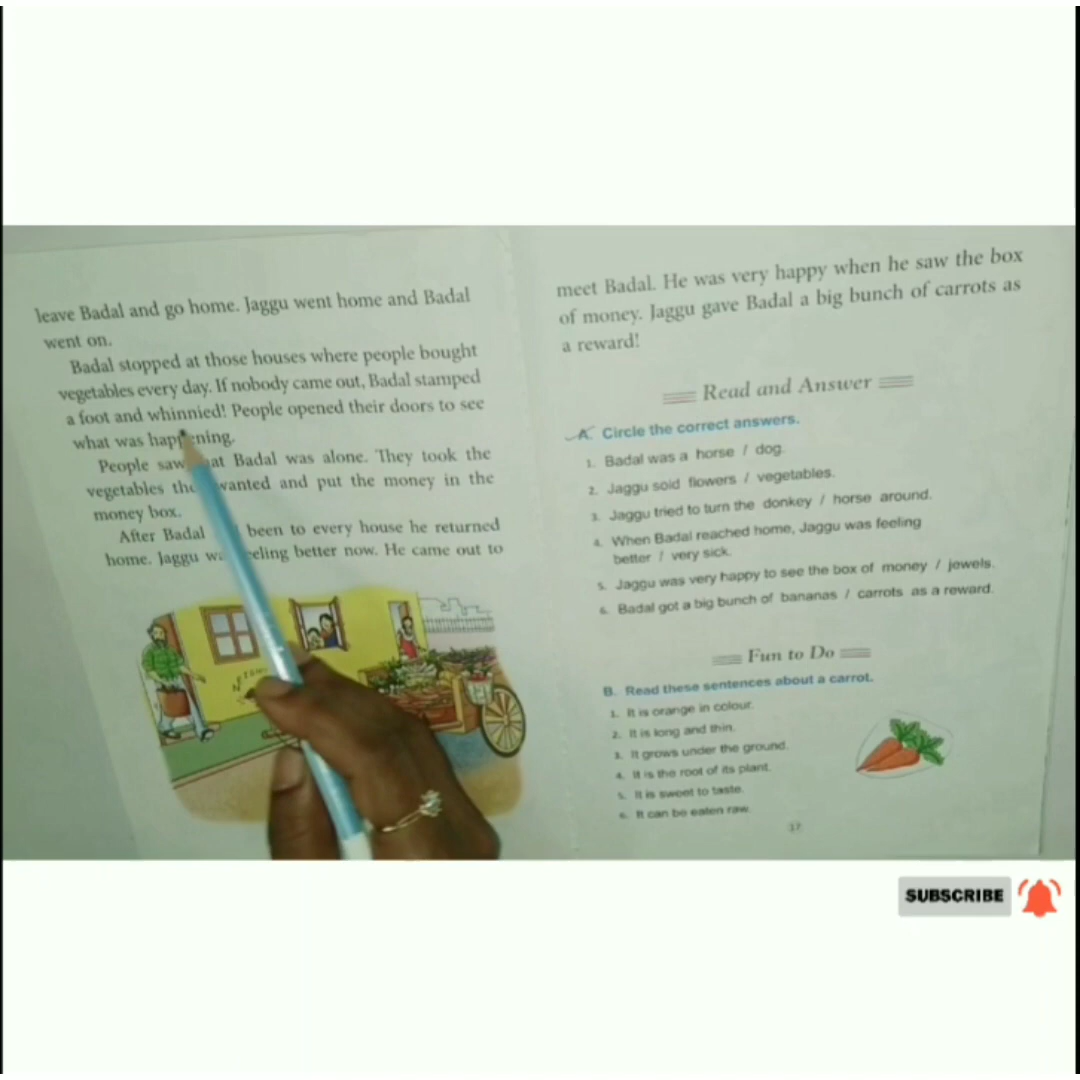 leave Badal and go home. Jaggu went home and Badal
went on.
Badal stopped at those houses where people bought
vegetables every day. If nobody came out, Badal stamped
a foot and whinnied! People opened their doors to see
what was happening.
People saw that Badal was alone. They took the
vegetables the wanted and put the money in the
money box.
After Badal been to every house he returned
home. Jaggu eling better now. He came out to
meet Badal. He was very happy when he saw the box
of money. Jaggu gave Badal a big bunch of carrots as
a reward!
Read and Answer
A. Circle the correct answers.
1. Badal was a horse / dog.
2. Jaggu sold flowers / vegetables.
3. Jaggu tried to turn the donkey / horse around.
4. When Badal reached home, Jaggu was feeling
better / very sick.
5. Jaggu was very happy to see the box of money / jewels.
6. Badal got a big bunch of bananas / carrots as a reward.
Fun to Do
B. Read these sentences about a carrot.
1. It is orange in colour.
2. It is long and thin.
3. It grows under the ground.
4. It is the root of its plant.
5. It is sweet to taste.
6. It can be eaten raw.
17
SUBSCRIBE